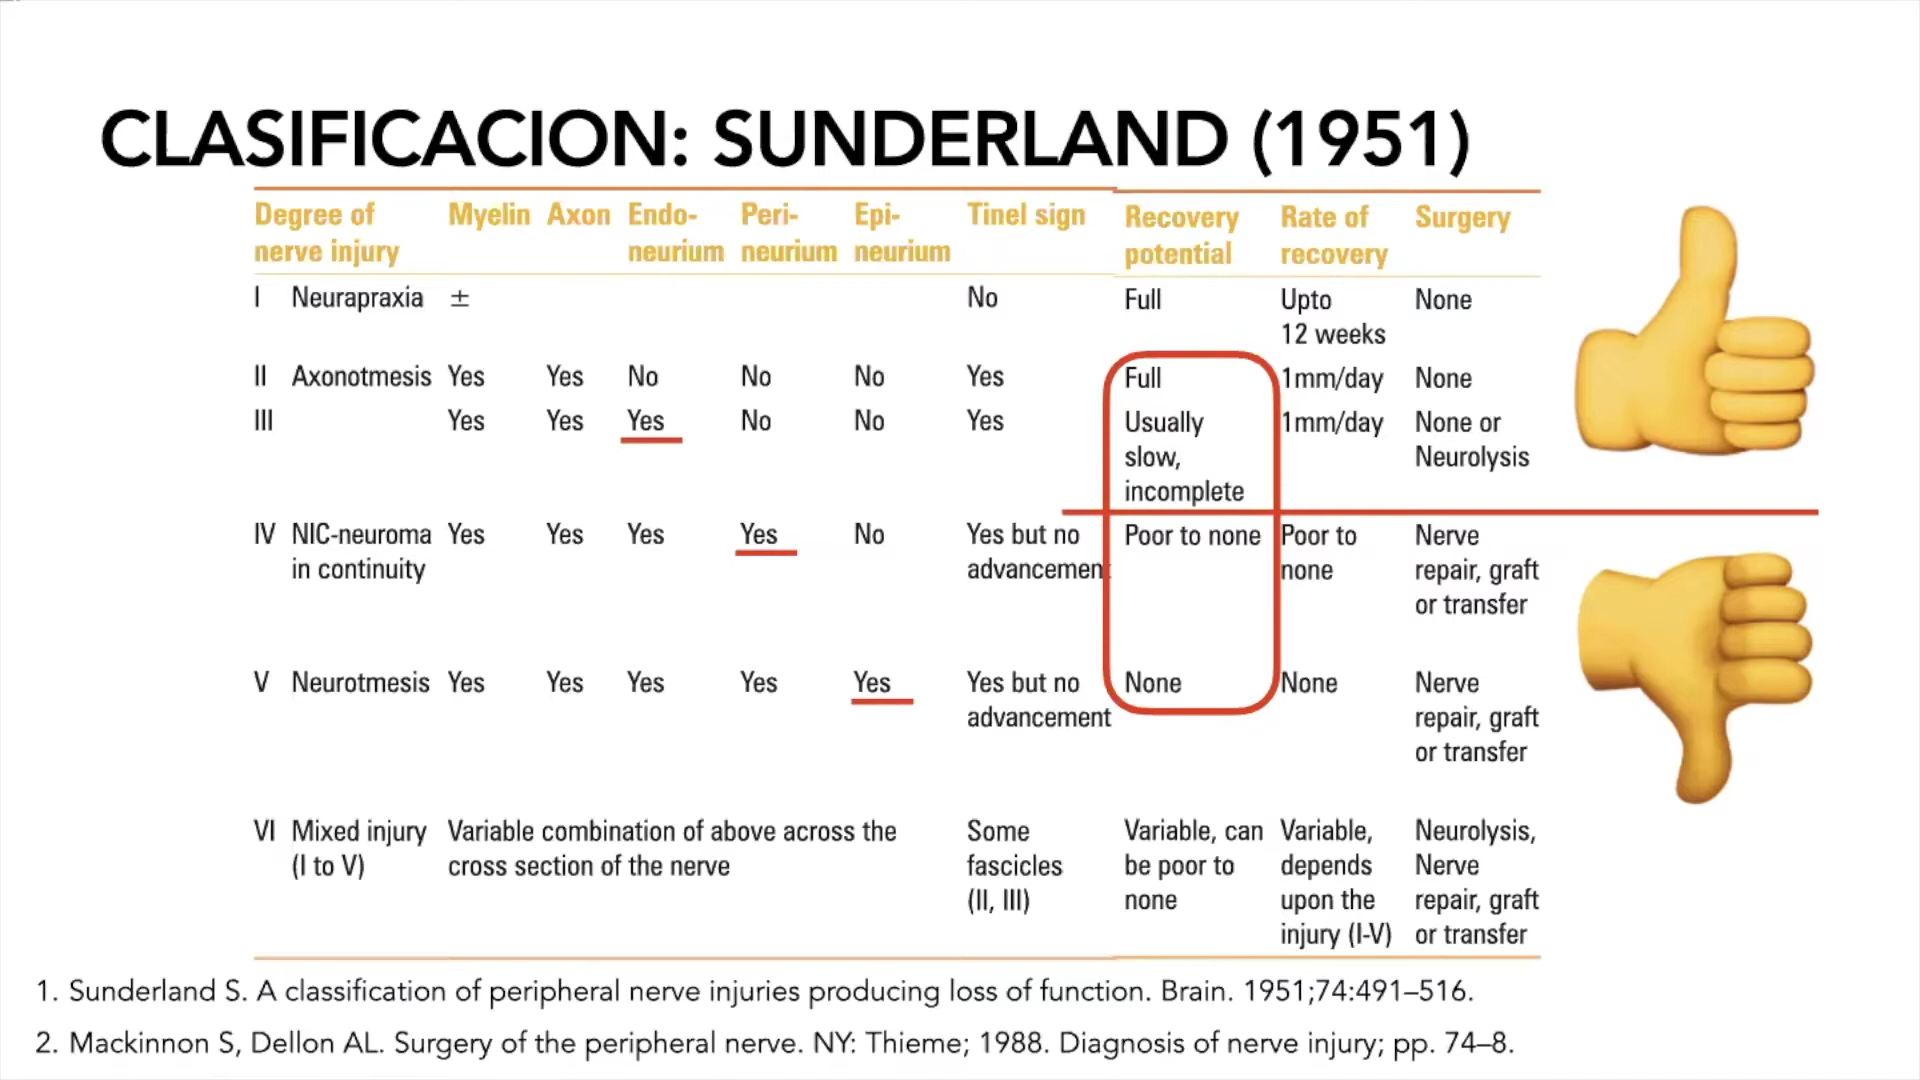 CLASIFICACION: SUNDERLAND (1951)
Degree of nerve injury Myelin Axon Endo-neurium Peri-neurium Epi-neurium Tinel sign Recovery potential Rate of recovery Surgery
I Neurapraxia ± No Full Upto 12 weeks None
II Axonotmesis Yes Yes No No No Yes Full 1mm/day None
III Yes Yes Yes No No Yes Usually slow, incomplete 1mm/day None or Neurolysis
IV NIC-neuroma in continuity Yes Yes Yes Yes No Yes but no advancement Poor to none Poor to none Nerve repair, graft or transfer
V Neurotmesis Yes Yes Yes Yes Yes Yes but no advancement None None Nerve repair, graft or transfer
VI Mixed injury (I to V) Variable combination of above across the cross section of the nerve Some fascicles (II, III) Variable, can be poor to none Variable, depends upon the injury (I-V) Neurolysis, Nerve repair, graft or transfer
1. Sunderland S. A classification of peripheral nerve injuries producing loss of function. Brain. 1951;74:491–516.
2. Mackinnon S, Dellon AL. Surgery of the peripheral nerve. NY: Thieme; 1988. Diagnosis of nerve injury; pp. 74–8.